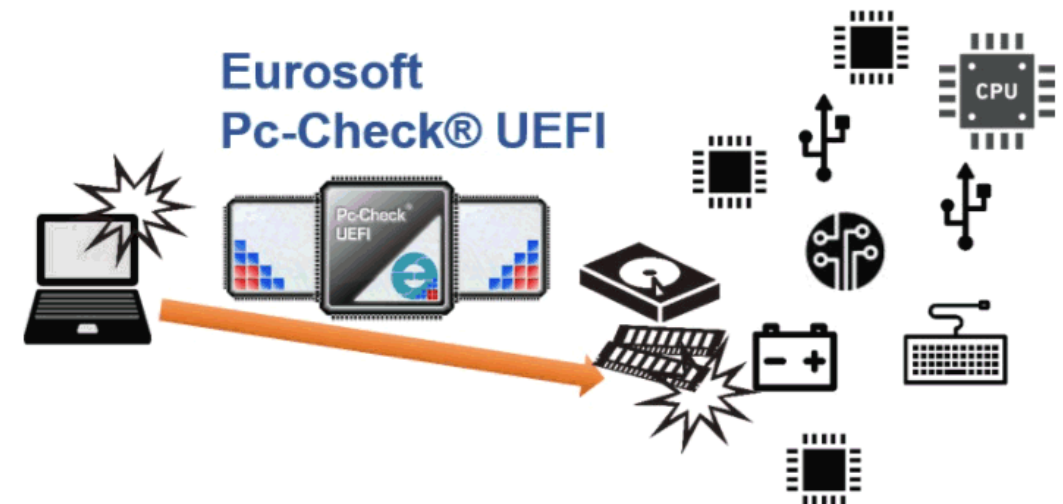 Eurosoft
Pc-Check® UEFI
Pc-Check®
UEFI
CPU